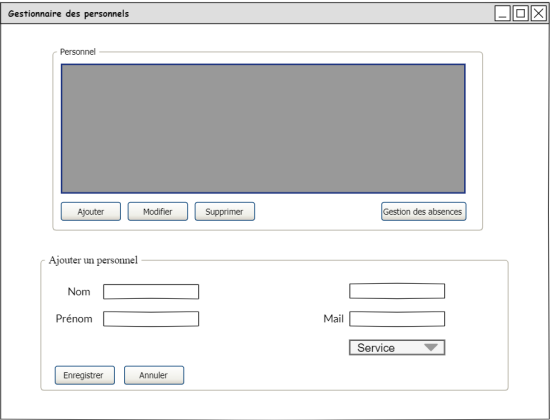 Gestionnaire des personnels
Personnel
Ajouter
Modifier
Supprimer
Gestion des absences
Ajouter un personnel
Nom
Prénom
Mail
Service
Enregistrer
Annuler